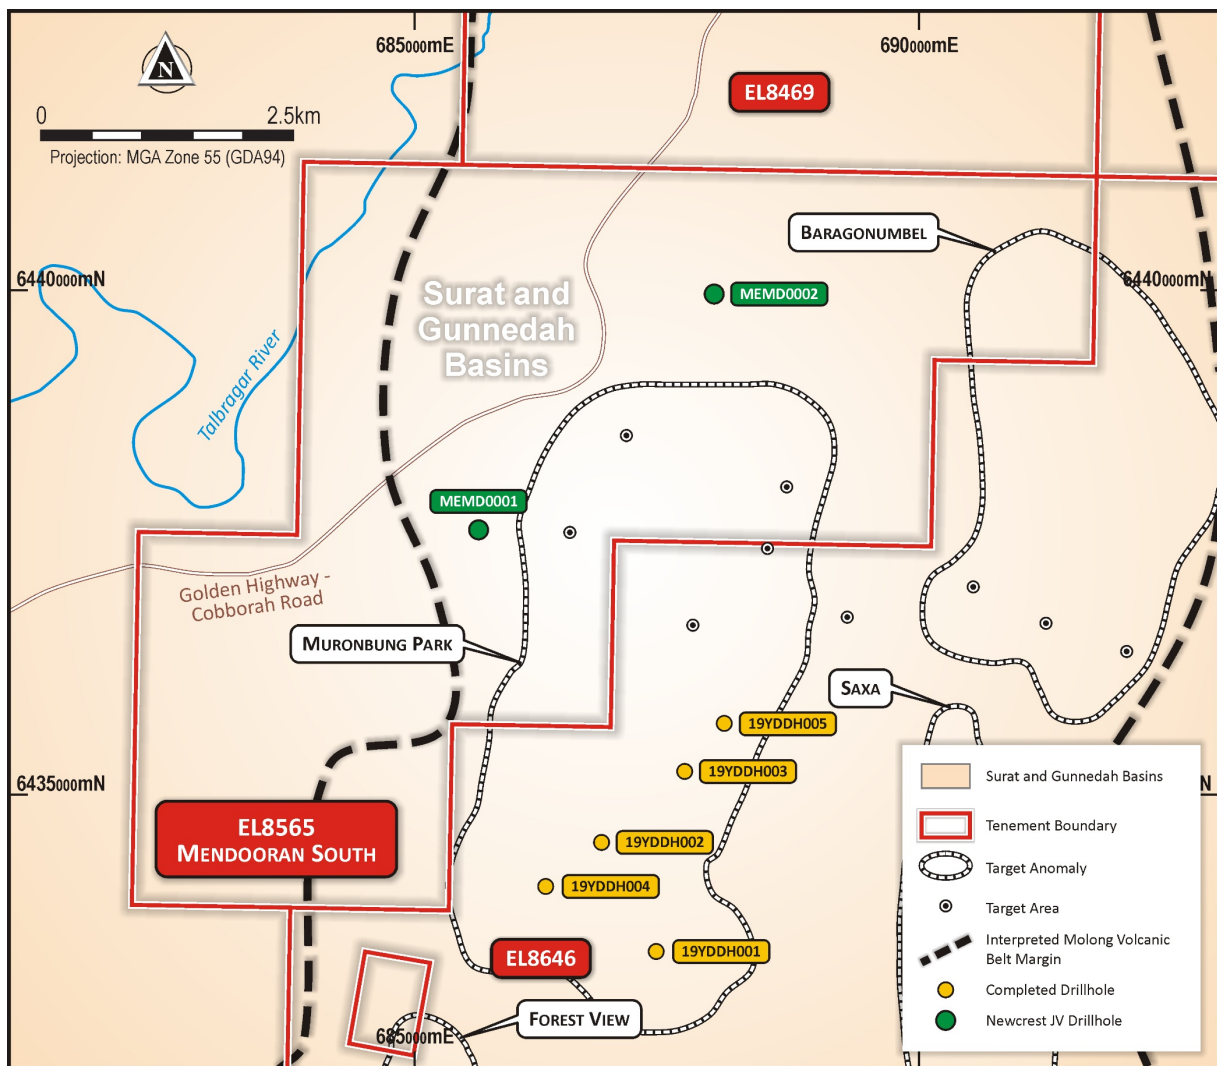 685000mE
690000mE
N
EL8469
0
2.5km
Projection: MGA Zone 55 (GDA94)
BARAGONUMBEL
6440000mN
6440000mN
Surat and
Gunnedah
Basins
MEMD0002
Talbragar River
MEMD0001
Golden Highway -
Cobborah Road
MURONBUNG PARK
SAXA
19YDDH005
19YDDH003
6435000mN
N
Surat and Gunnedah Basins
EL8565
MENDOORAN SOUTH
Tenement Boundary
19YDDH002
Target Anomaly
19YDDH004
Target Area
EL8646
19YDDH001
Interpreted Molong Volcanic
Belt Margin
Completed Drillhole
FOREST VIEW
Newcrest JV Drillhole
685000mE